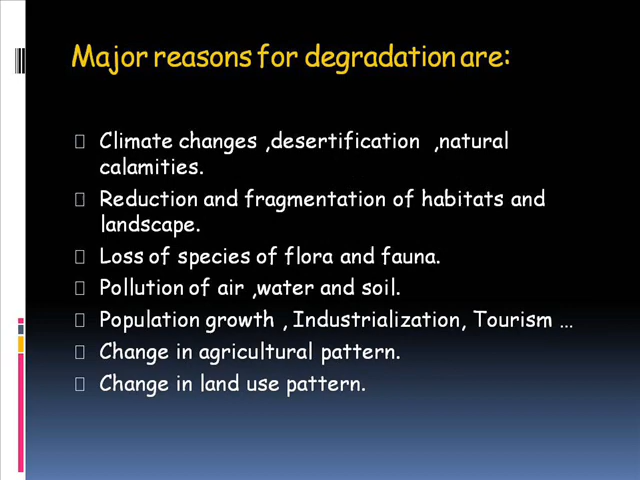 Major reasons for degradation are:
Climate changes ,desertification ,natural
calamities.
Reduction and fragmentation of habitats and
landscape.
Loss of species of flora and fauna.
Pollution of air ,water and soil.
Population growth , Industrialization, Tourism …
Change in agricultural pattern.
Change in land use pattern.